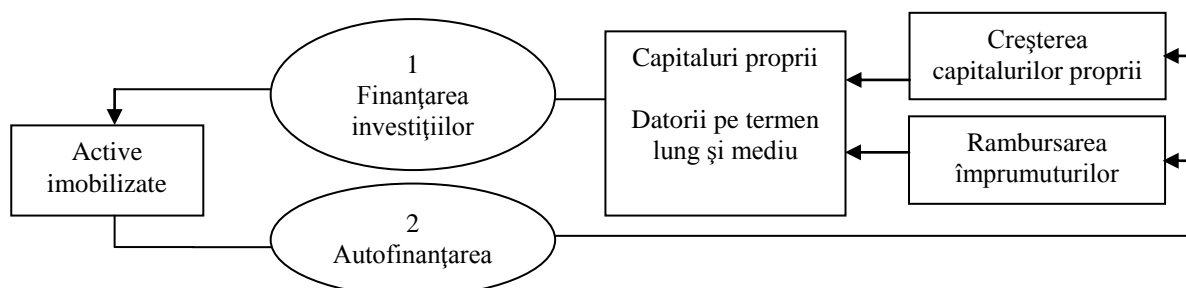 1
Finanţarea
investiţiilor
Capitaluri proprii
Datorii pe termen
lung şi mediu
Creşterea
capitalurilor proprii
Rambursarea
împrumuturilor
Active
imobilizate
2
Autofinanţarea